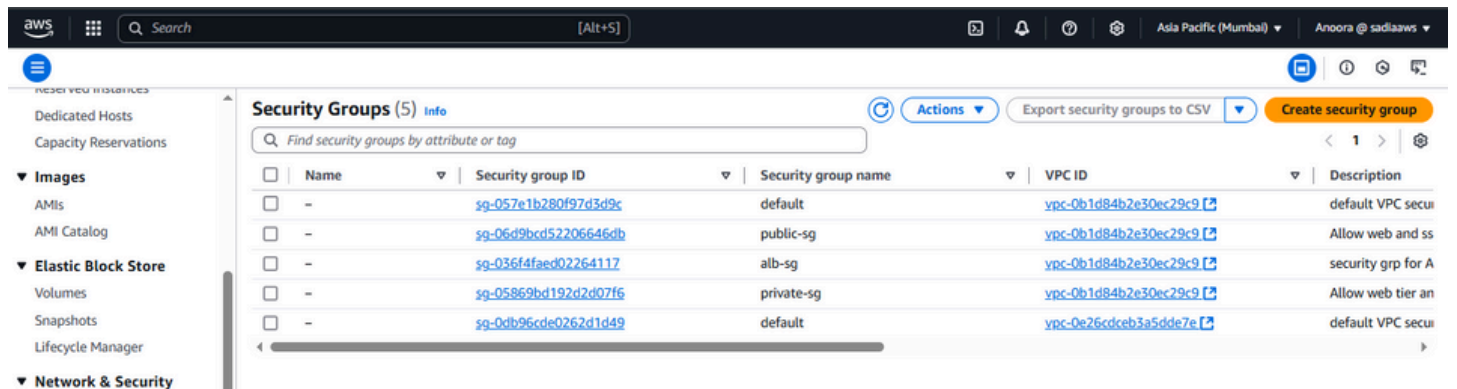 aws Search [Alt+S] Asia Pacific (Mumbai) Anoora @ sadiaaws
Reserved Instances
Dedicated Hosts
Capacity Reservations
Images
AMIs
AMI Catalog
Elastic Block Store
Volumes
Snapshots
Lifecycle Manager
Network & Security
Security Groups (5) Info Actions Export security groups to CSV Create security group
Find security groups by attribute or tag 1
Name Security group ID Security group name VPC ID Description
– sg-057e1b280f97d3d9c default vpc-0b1d84b2e30ec29c9 default VPC secu
– sg-06d9bcd52206646db public-sg vpc-0b1d84b2e30ec29c9 Allow web and ss
– sg-036f4faed02264117 alb-sg vpc-0b1d84b2e30ec29c9 security grp for A
– sg-05869bd192d2d07f6 private-sg vpc-0b1d84b2e30ec29c9 Allow web tier an
– sg-0db96cde0262d1d49 default vpc-0e26cdceb3a5dde7e default VPC secu